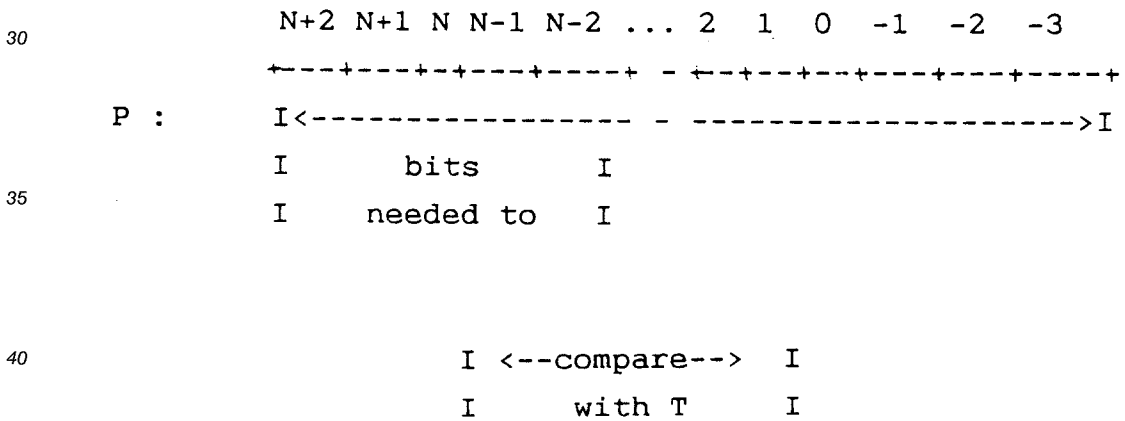 30 N+2 N+1 N N-1 N-2 ... 2 1 0 -1 -2 -3
+---+---+-+---+----+ - +--+--+--+---+---+----+
P : I<----------------- - -------------------->I
I bits I
35 I needed to I
40 I <--compare--> I
I with T I